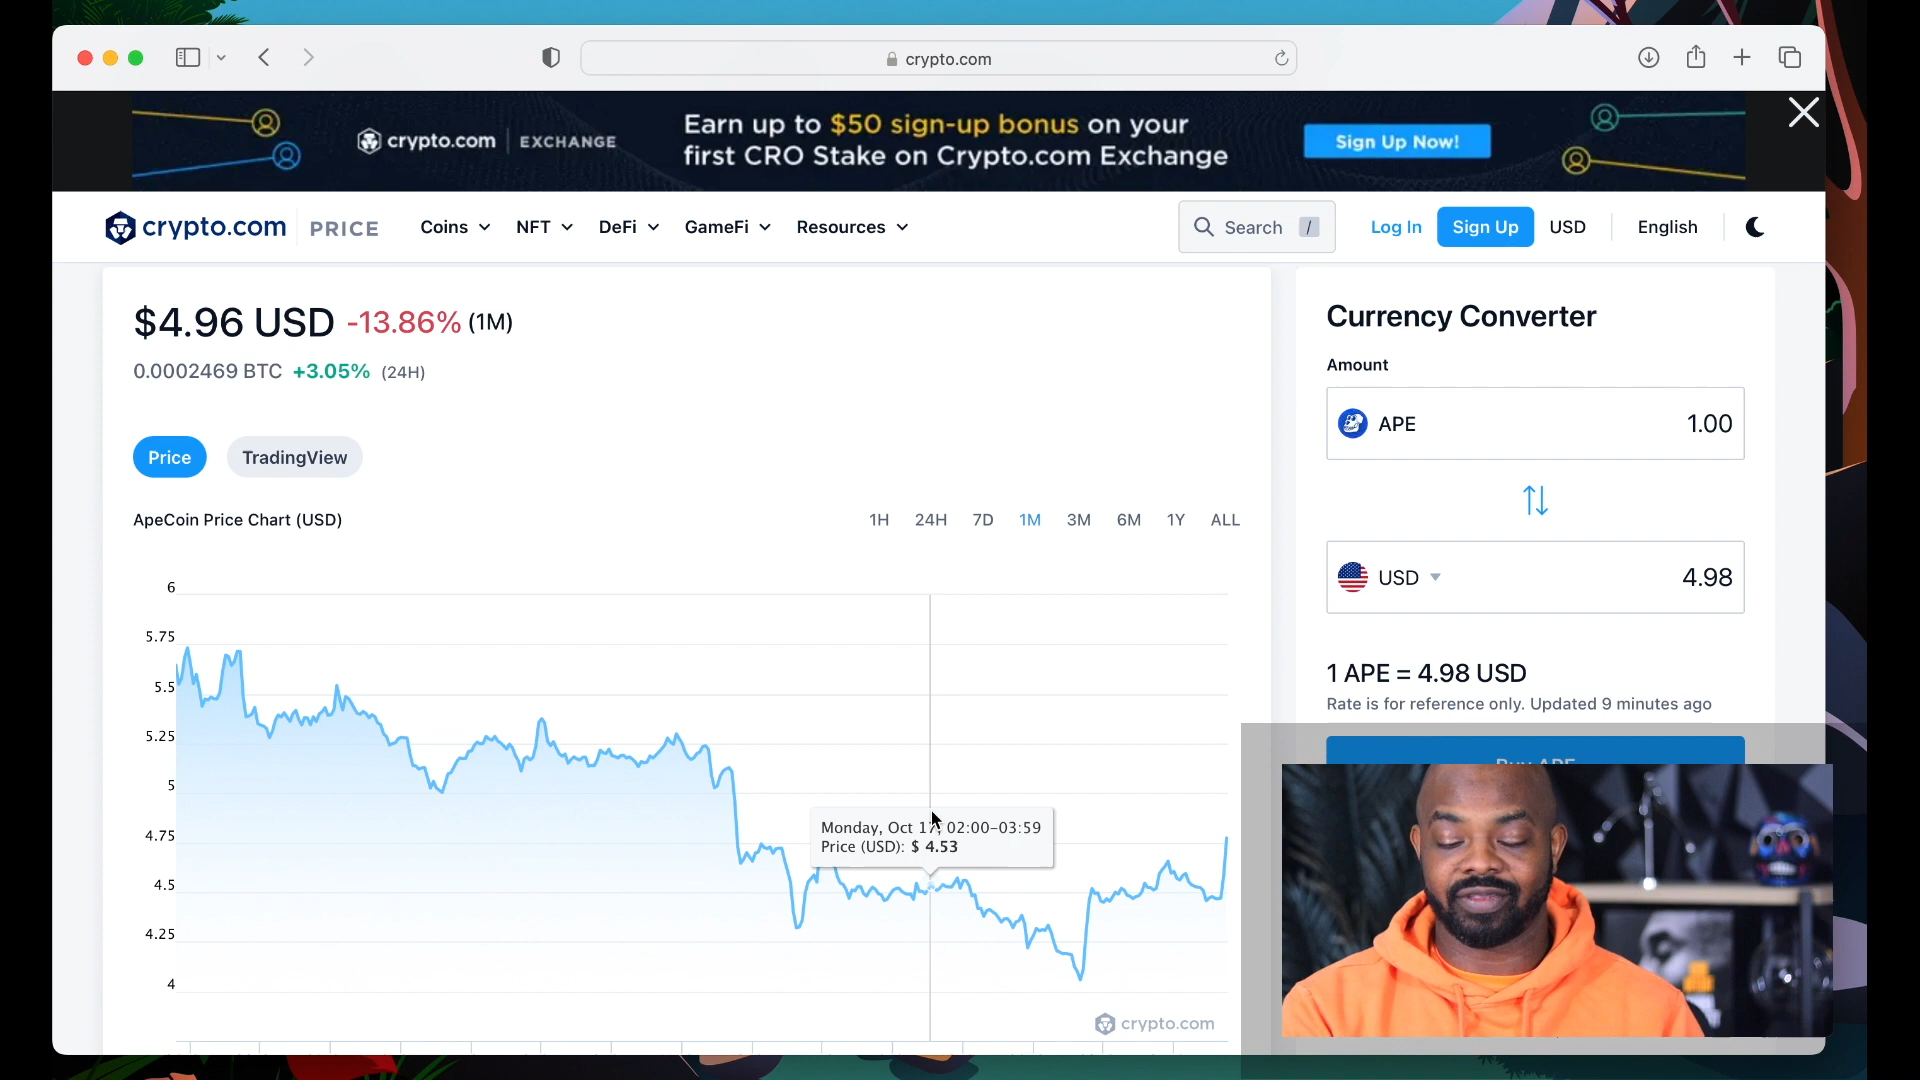 crypto.com
crypto.com EXCHANGE
Earn up to $50 sign-up bonus on your
first CRO Stake on Crypto.com Exchange
Sign Up Now!
crypto.com PRICE
Coins NFT DeFi GameFi Resources
Search /
Log In Sign Up USD English
$4.96 USD -13.86% (1M)
0.0002469 BTC +3.05% (24H)
Price TradingView
ApeCoin Price Chart (USD)
1H 24H 7D 1M 3M 6M 1Y ALL
6
5.75
5.5
5.25
5
4.75
4.5
4.25
4
Monday, Oct 17, 02:00-03:59
Price (USD): $ 4.53
crypto.com
Currency Converter
Amount
APE 1.00
USD 4.98
1 APE = 4.98 USD
Rate is for reference only. Updated 9 minutes ago
Buy APE